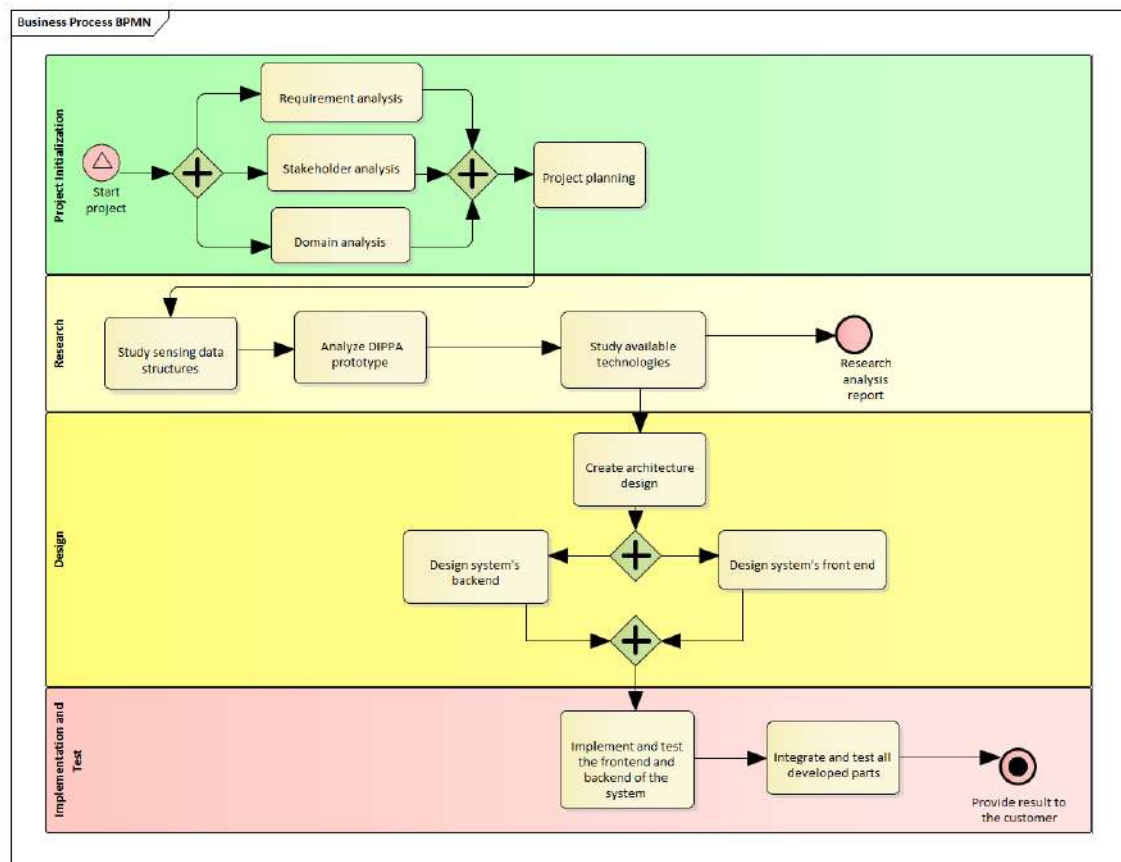 Business Process BPMN
Project Initialization
Requirement analysis
Stakeholder analysis
Domain analysis
Start
project
Project planning
Research
Study sensing data
structures
Analyze DIPPA
prototype
Study available
technologies
Research
analysis
report
Design
Create architecture
design
Design system's
backend
Design system's front end
Implementation and
Test
Implement and test
the frontend and
backend of the
system
Integrate and test all
developed parts
Provide result to
the customer